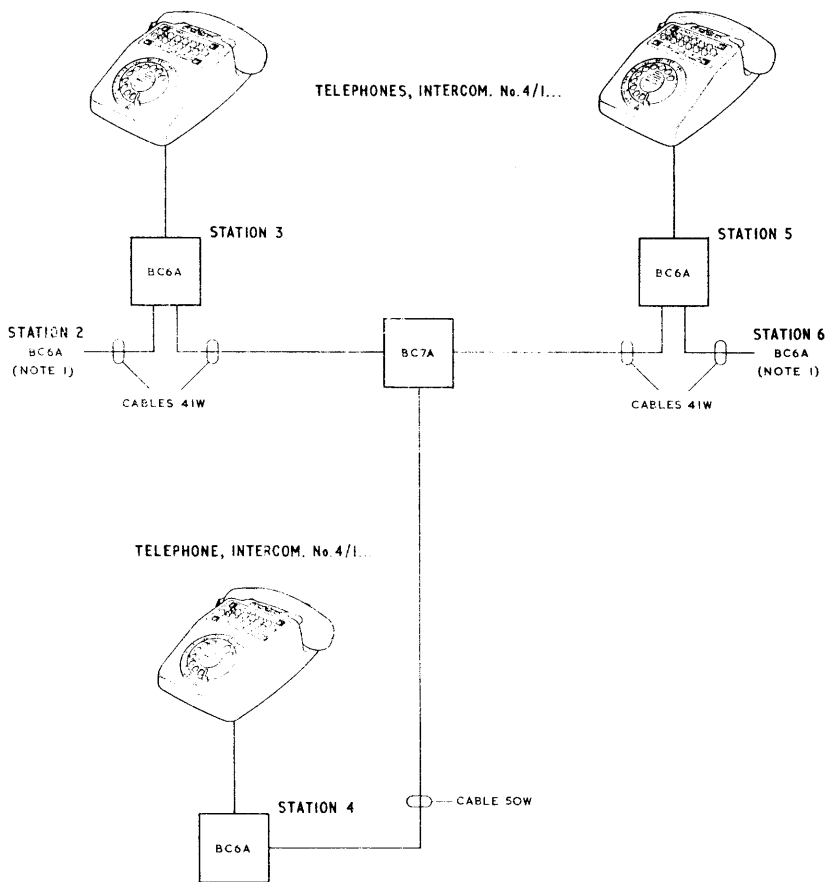 TELEPHONES, INTERCOM. No. 4/1...
STATION 3
BC6A
STATION 5
BC6A
STATION 2
BC6A
(NOTE 1)
CABLES 41W
BC7A
CABLES 41W
STATION 6
BC6A
(NOTE 1)
TELEPHONE, INTERCOM. No. 4/1...
STATION 4
BC6A
CABLE 50W